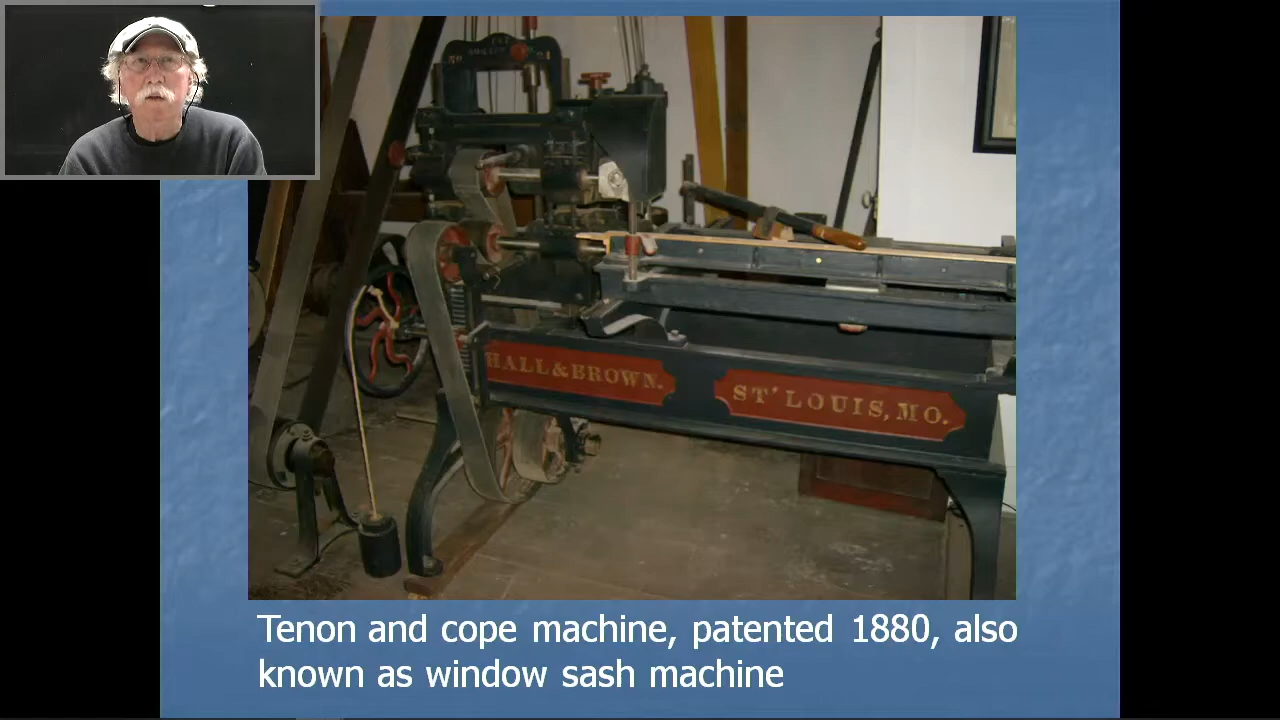 HALL & BROWN.
ST' LOUIS, MO.
Tenon and cope machine, patented 1880, also
known as window sash machine